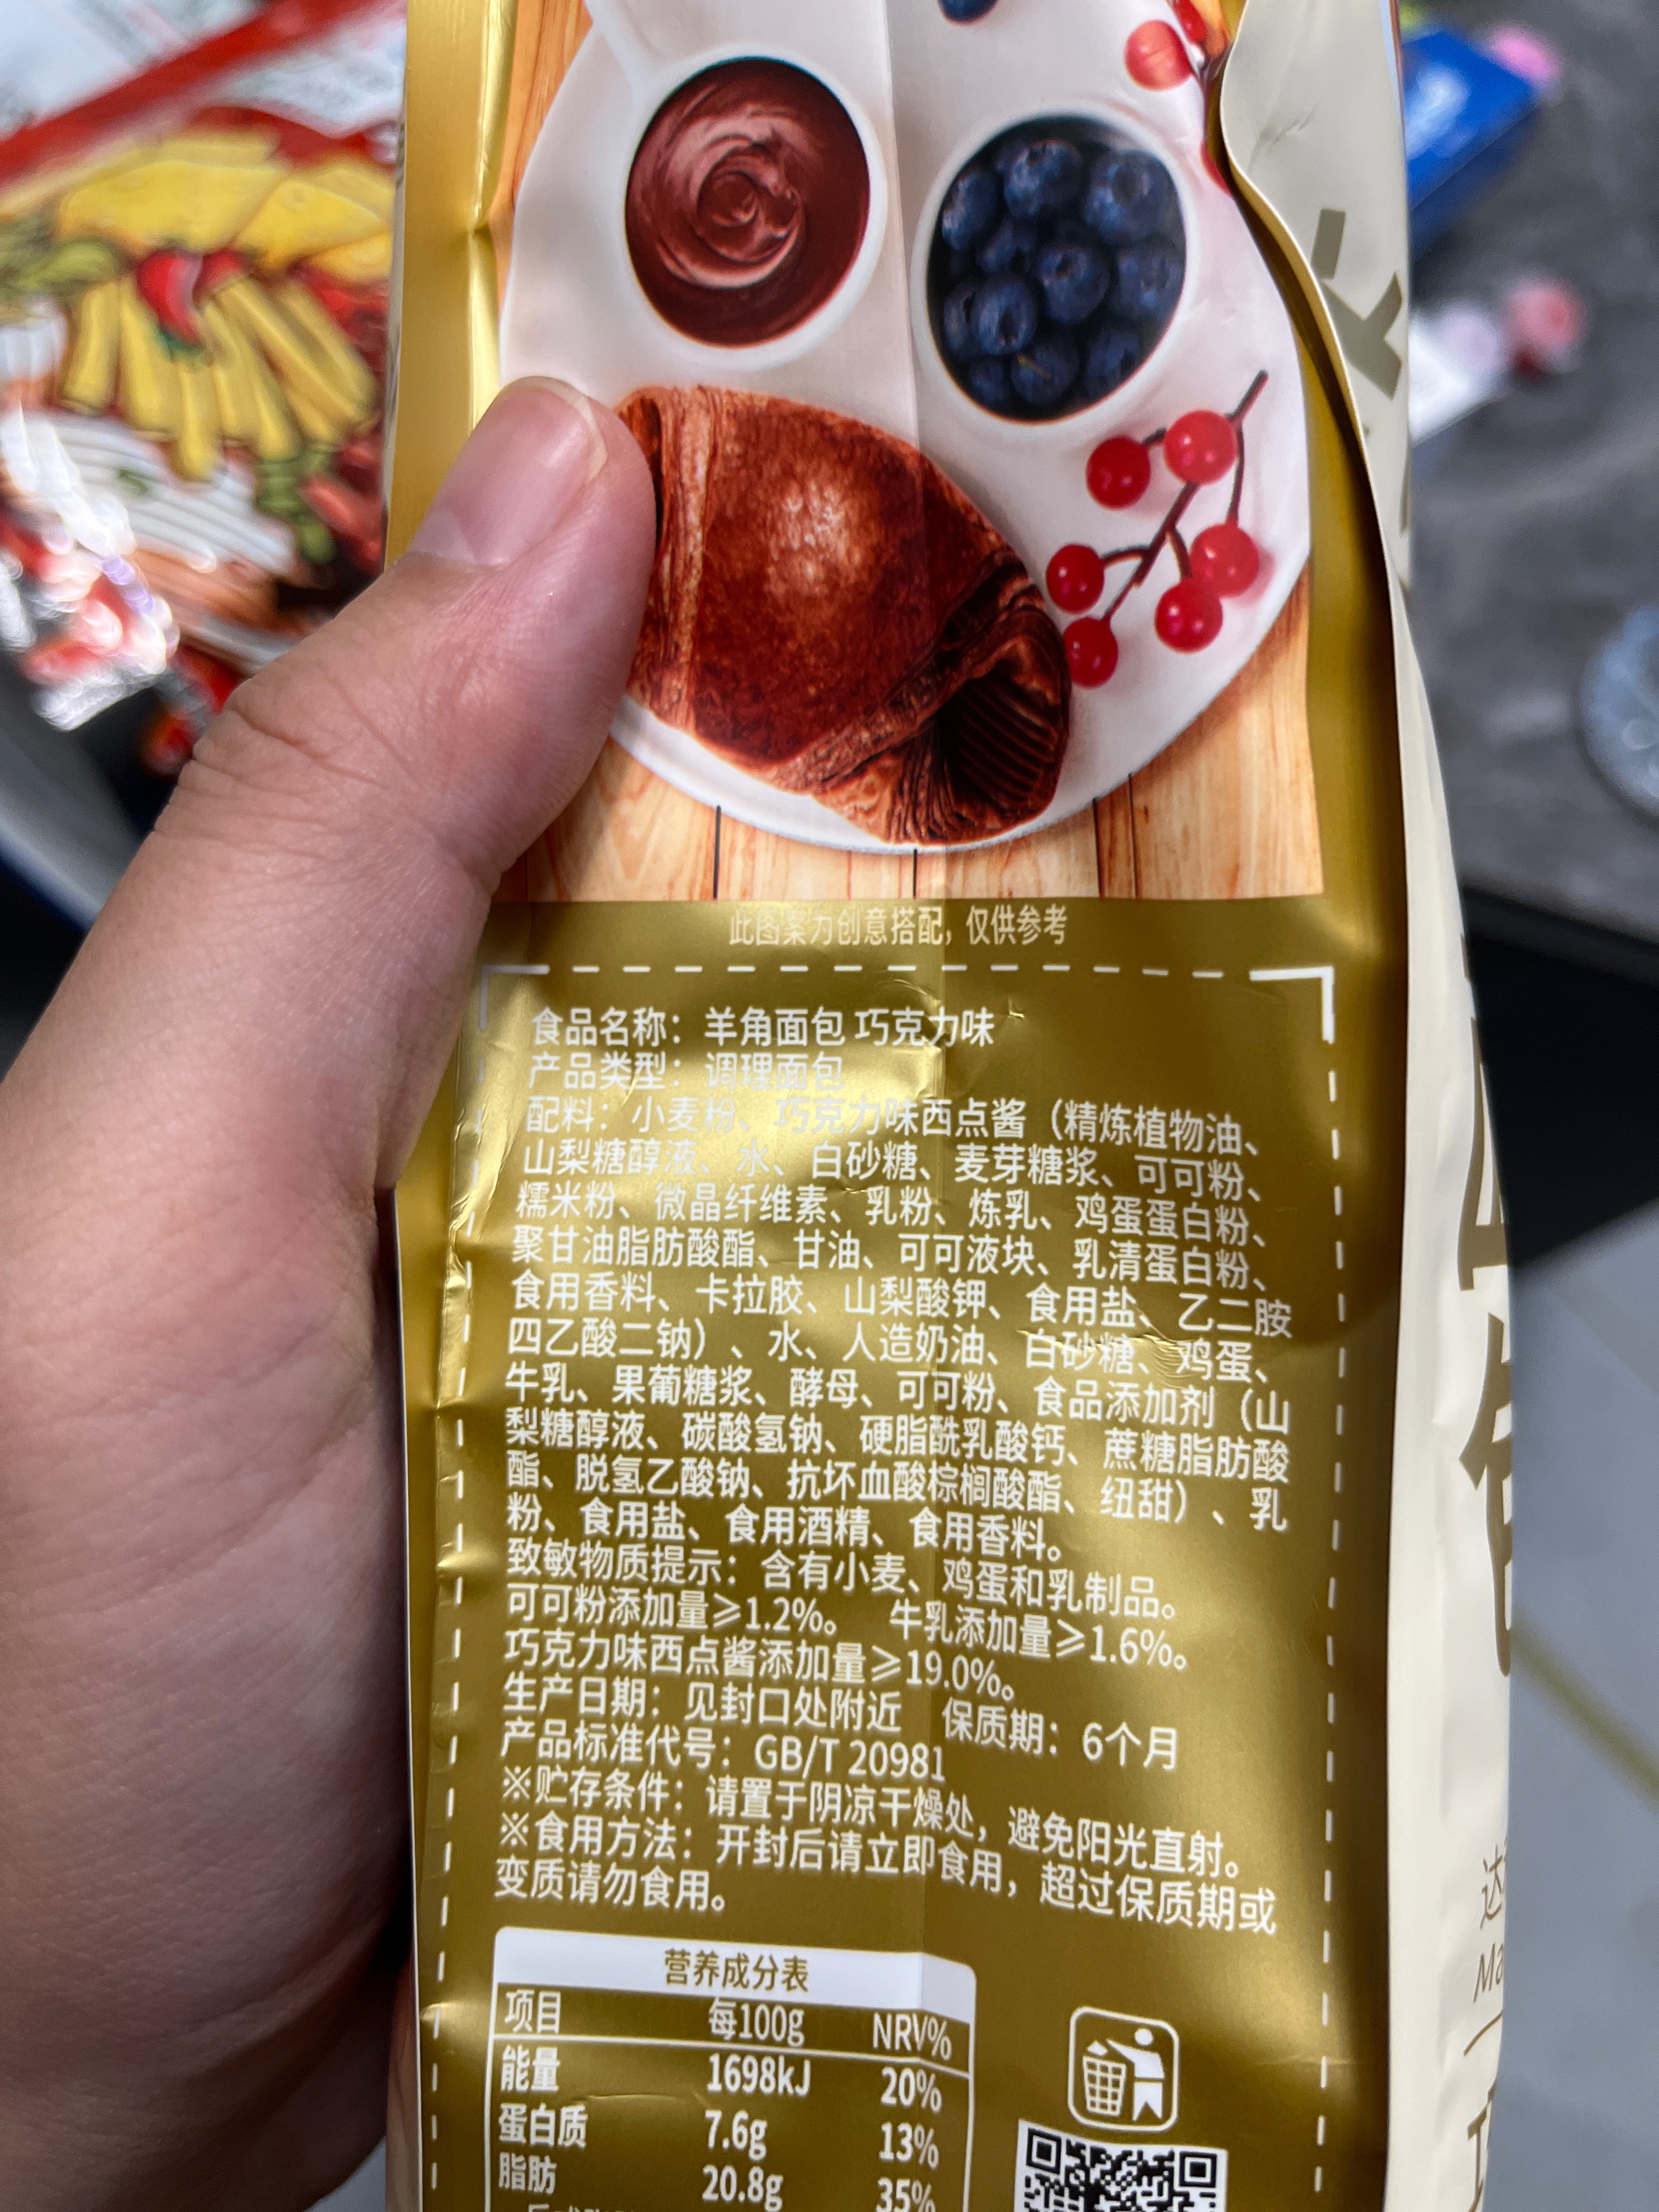 此图案为创意搭配，仅供参考
食品名称：羊角面包 巧克力味
产品类型：调理面包
配料：小麦粉、巧克力味西点酱（精炼植物油、
山梨糖醇液、水、白砂糖、麦芽糖浆、可可粉、
糯米粉、微晶纤维素、乳粉、炼乳、鸡蛋蛋白粉、
聚甘油脂肪酸酯、甘油、可可液块、乳清蛋白粉、
食用香料、卡拉胶、山梨酸钾、食用盐、乙二胺
四乙酸二钠）、水、人造奶油、白砂糖、鸡蛋、
牛乳、果葡糖浆、酵母、可可粉、食品添加剂（山
梨糖醇液、碳酸氢钠、硬脂酰乳酸钙、蔗糖脂肪酸
酯、脱氢乙酸钠、抗坏血酸棕榈酸酯、纽甜）、乳
粉、食用盐、食用酒精、食用香料。
致敏物质提示：含有小麦、鸡蛋和乳制品。
可可粉添加量≥1.2%。 牛乳添加量≥1.6%。
巧克力味西点酱添加量≥19.0%。
生产日期：见封口处附近 保质期：6个月
产品标准代号：GB/T 20981
※贮存条件：请置于阴凉干燥处，避免阳光直射。
※食用方法：开封后请立即食用，超过保质期或
变质请勿食用。
营养成分表
项目 每100g NRV%
能量 1698kJ 20%
蛋白质 7.6g 13%
脂肪 20.8g 35%
达
Ma